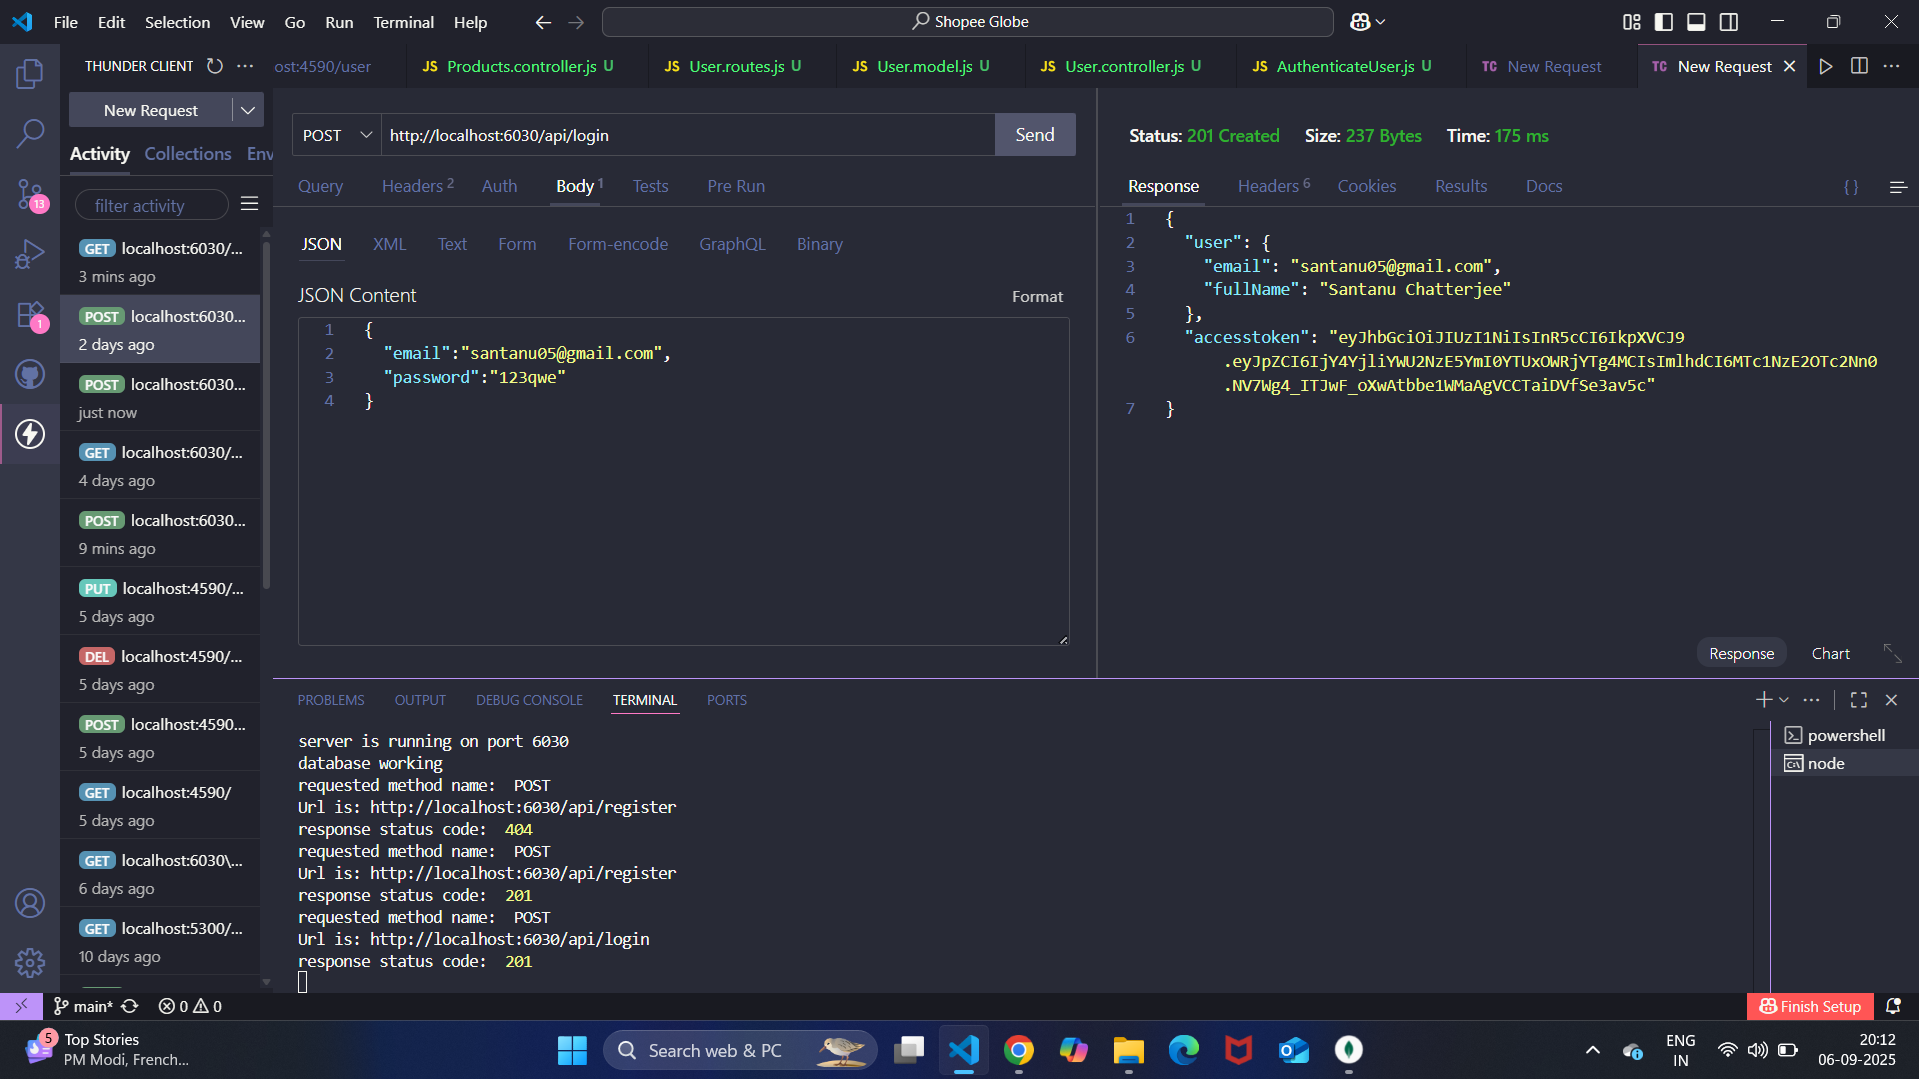 File Edit Selection View Go Run Terminal Help
Shopee Globe
THUNDER CLIENT
ost:4590/user
JS Products.controller.js U
JS User.routes.js U
JS User.model.js U
JS User.controller.js U
JS AuthenticateUser.js U
TC New Request
TC New Request
New Request
Activity Collections Env
filter activity
GET localhost:6030/...
3 mins ago
POST localhost:6030...
2 days ago
POST localhost:6030...
just now
GET localhost:6030/...
4 days ago
POST localhost:6030...
9 mins ago
PUT localhost:4590/...
5 days ago
DEL localhost:4590/...
5 days ago
POST localhost:4590...
5 days ago
GET localhost:4590/
5 days ago
GET localhost:6030\...
6 days ago
GET localhost:5300/...
10 days ago
13
1
POST http://localhost:6030/api/login Send
Query Headers 2 Auth Body 1 Tests Pre Run
JSON XML Text Form Form-encode GraphQL Binary
JSON Content Format
1 {
2 "email":"santanu05@gmail.com",
3 "password":"123qwe"
4 }
Status: 201 Created Size: 237 Bytes Time: 175 ms
Response Headers 6 Cookies Results Docs { }
1 {
2 "user": {
3 "email": "santanu05@gmail.com",
4 "fullName": "Santanu Chatterjee"
5 },
6 "accesstoken": "eyJhbGciOiJIUzI1NiIsInR5cCI6IkpXVCJ9
.eyJpZCI6IjY4YjliYWU2NzE5YmI0YTUxOWRjYTg4MCIsImlhdCI6MTc1NzE2OTc2Nn0
.NV7Wg4_ITJwF_oXwAtbbe1WMaAgVCCTaiDVfSe3av5c"
7 }
Response Chart
PROBLEMS OUTPUT DEBUG CONSOLE TERMINAL PORTS
server is running on port 6030
database working
requested method name:  POST
Url is: http://localhost:6030/api/register
response status code:  404
requested method name:  POST
Url is: http://localhost:6030/api/register
response status code:  201
requested method name:  POST
Url is: http://localhost:6030/api/login
response status code:  201
powershell
node
main* 0 0
Finish Setup
5
Top Stories
PM Modi, French...
Search web & PC
ENG
IN
20:12
06-09-2025